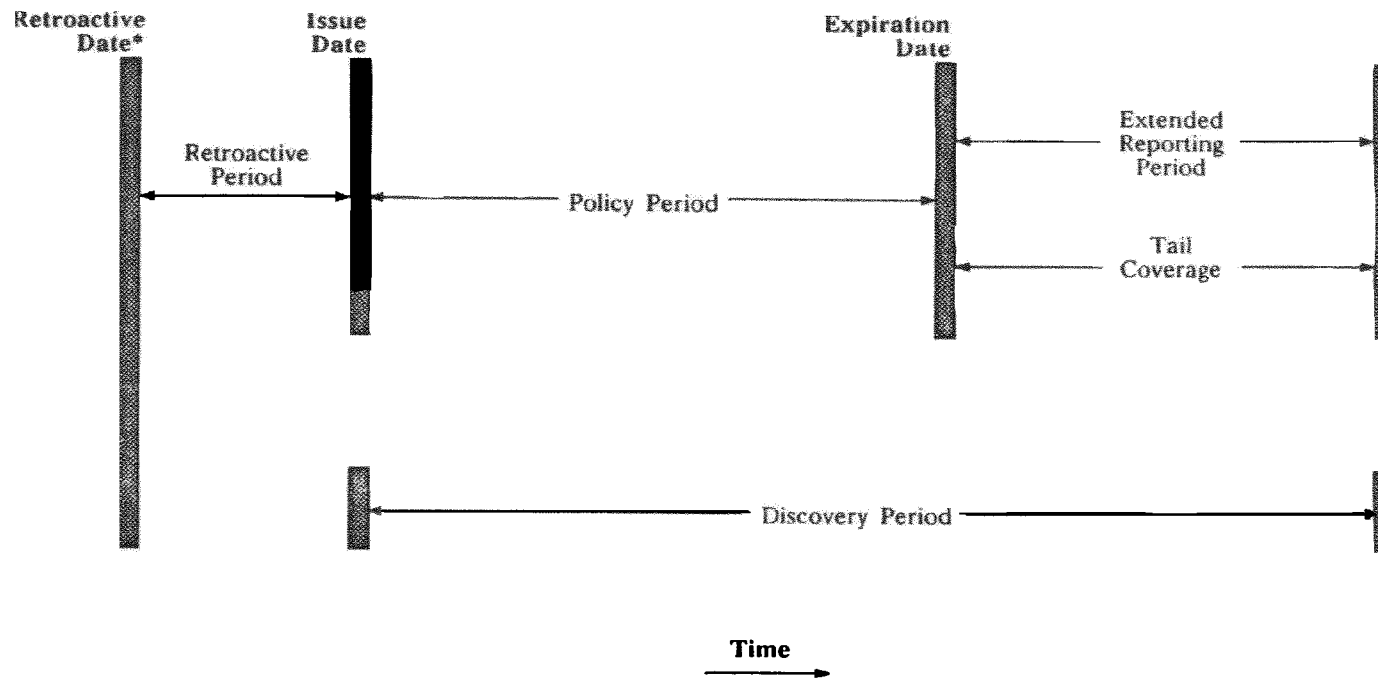 Retroactive
Date*
Issue
Date
Expiration
Date
Retroactive
Period
Policy Period
Extended
Reporting
Period
Tail
Coverage
Discovery Period
Time